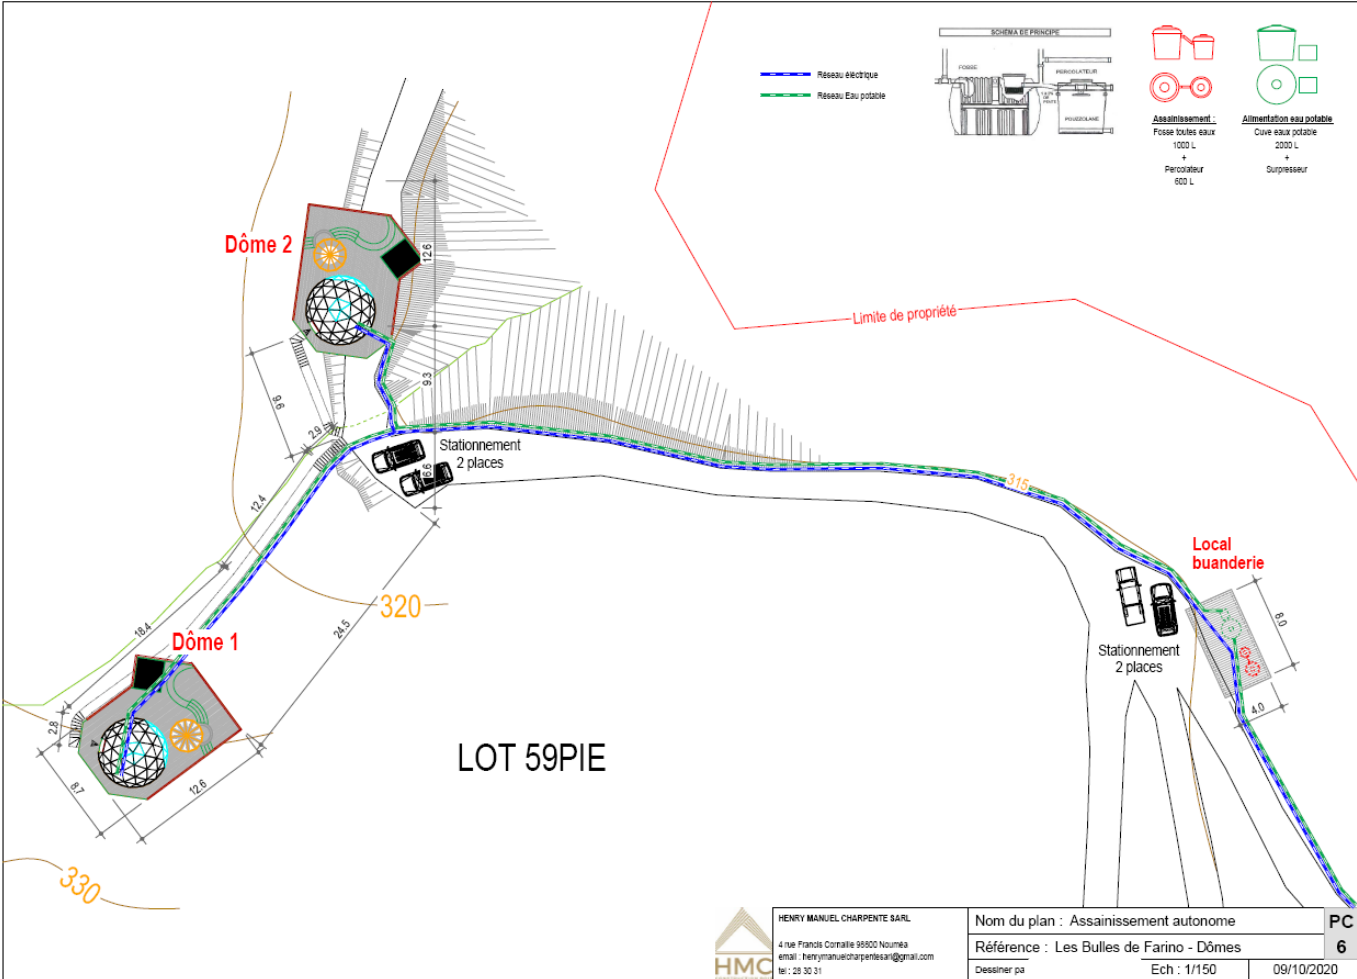 SCHÉMA DE PRINCIPE
FOSSE
PERCOLATEUR
POUZZOLANE
Réseau électrique
Réseau Eau potable
Assainissement :
Fosse toutes eaux
1000 L
+
Percolateur
600 L
Alimentation eau potable
Cuve eaux potable
2000 L
+
Surpresseur
Dôme 2
12.6
Limite de propriété
9.3
9.6
2.9
Stationnement
2 places
6.6
315
12.4
Local
buanderie
320
24.5
18.4
Dôme 1
8.0
Stationnement
2 places
4.0
2.8
LOT 59PIE
8.7
12.6
330
HMC
HENRY MANUEL CHARPENTE SARL
4 rue Francis Cornaille 98800 Nouméa
email : henrymanuelcharpentesarl@gmail.com
tel : 28 30 31
Nom du plan : Assainissement autonome
PC
6
Référence : Les Bulles de Farino - Dômes
Dessiner pa
Ech : 1/150
09/10/2020